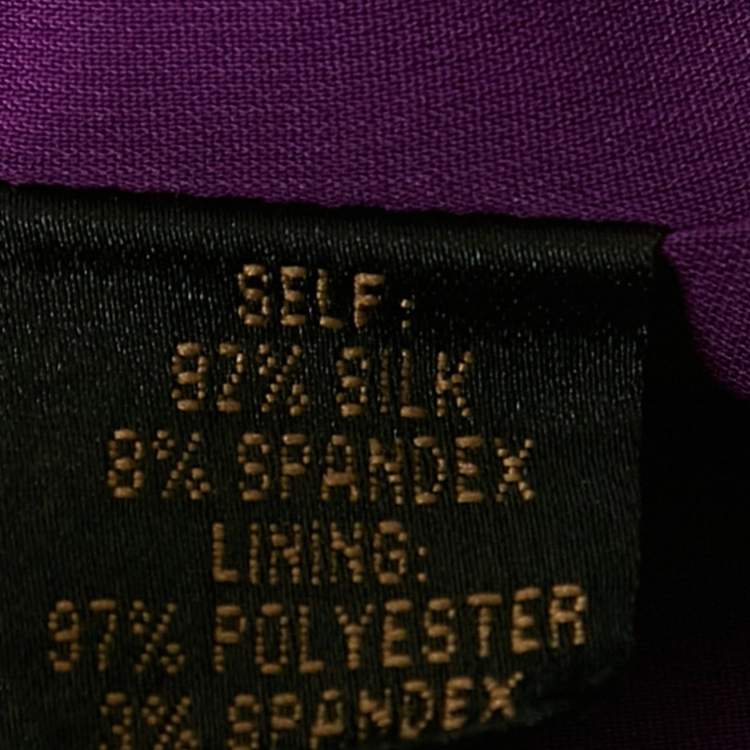 SELF:
92% SILK
8% SPANDEX
LINING:
97% POLYESTER
3% SPANDEX